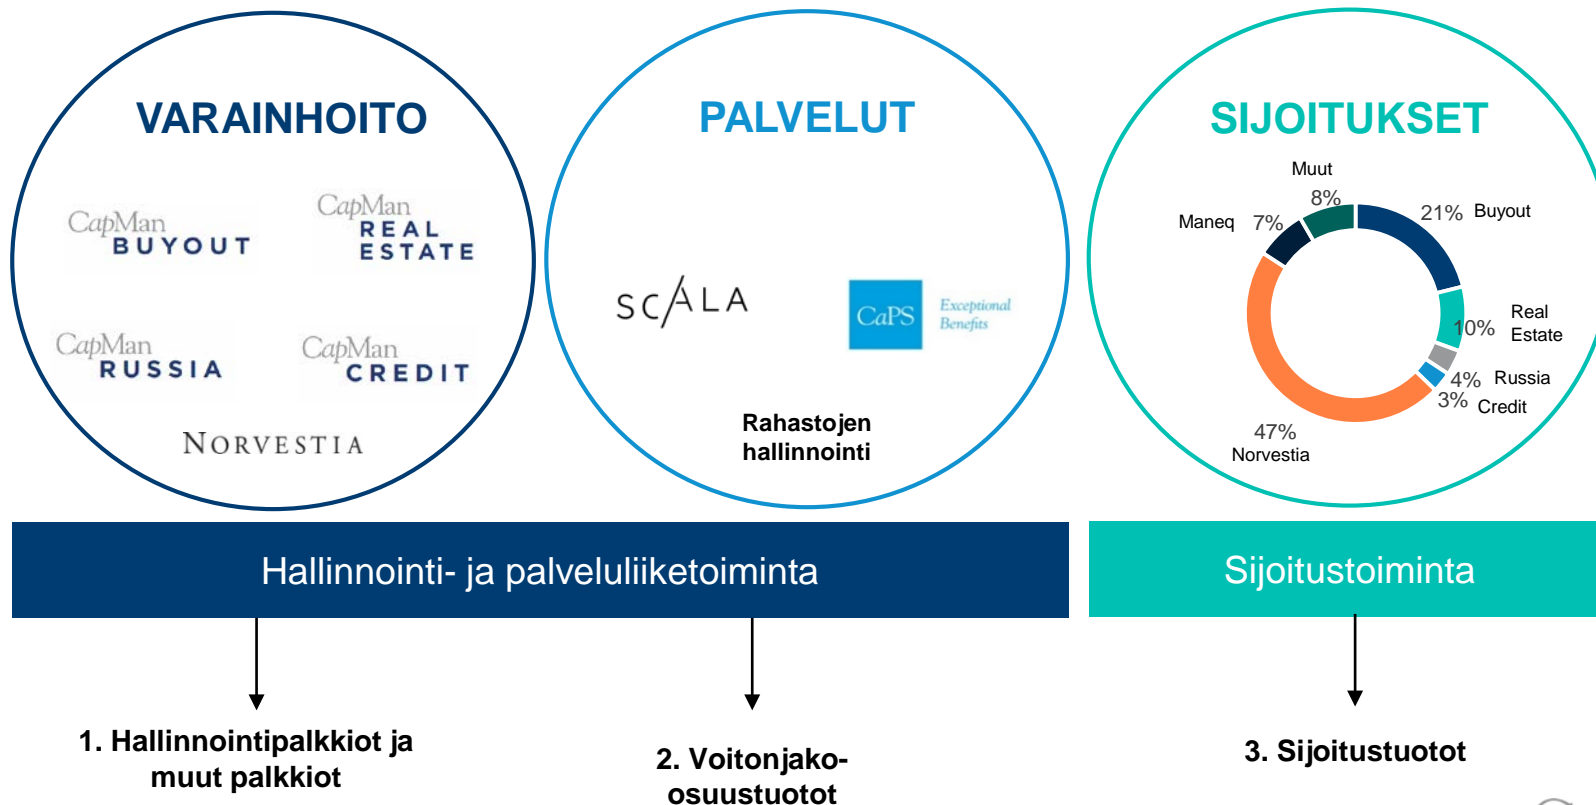 VARAINHOITO
CapMan
BUYOUT
CapMan
REAL
ESTATE
CapMan
RUSSIA
CapMan
CREDIT
NORVESTIA
PALVELUT
SCALA
CaPS
Exceptional
Benefits
Rahastojen
hallinnointi
SIJOITUKSET
Muut
8%
Maneq 7%
21% Buyout
10%
Real
Estate
4% Russia
3% Credit
47%
Norvestia
Hallinnointi- ja palveluliiketoiminta
Sijoitustoiminta
1. Hallinnointipalkkiot ja
muut palkkiot
2. Voitonjako-
osuustuotot
3. Sijoitustuotot